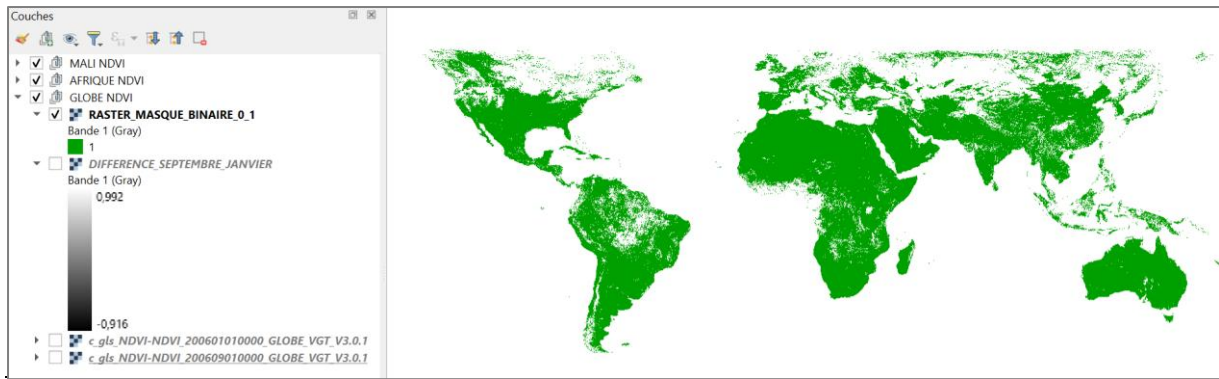 Couches
MALI NDVI
AFRIQUE NDVI
GLOBE NDVI
RASTER_MASQUE_BINAIRE_0_1
Bande 1 (Gray)
1
DIFFERENCE_SEPTEMBRE_JANVIER
Bande 1 (Gray)
0,992
-0,916
c_gls_NDVI-NDVI_200601010000_GLOBE_VGT_V3.0.1
c_gls_NDVI-NDVI_200609010000_GLOBE_VGT_V3.0.1